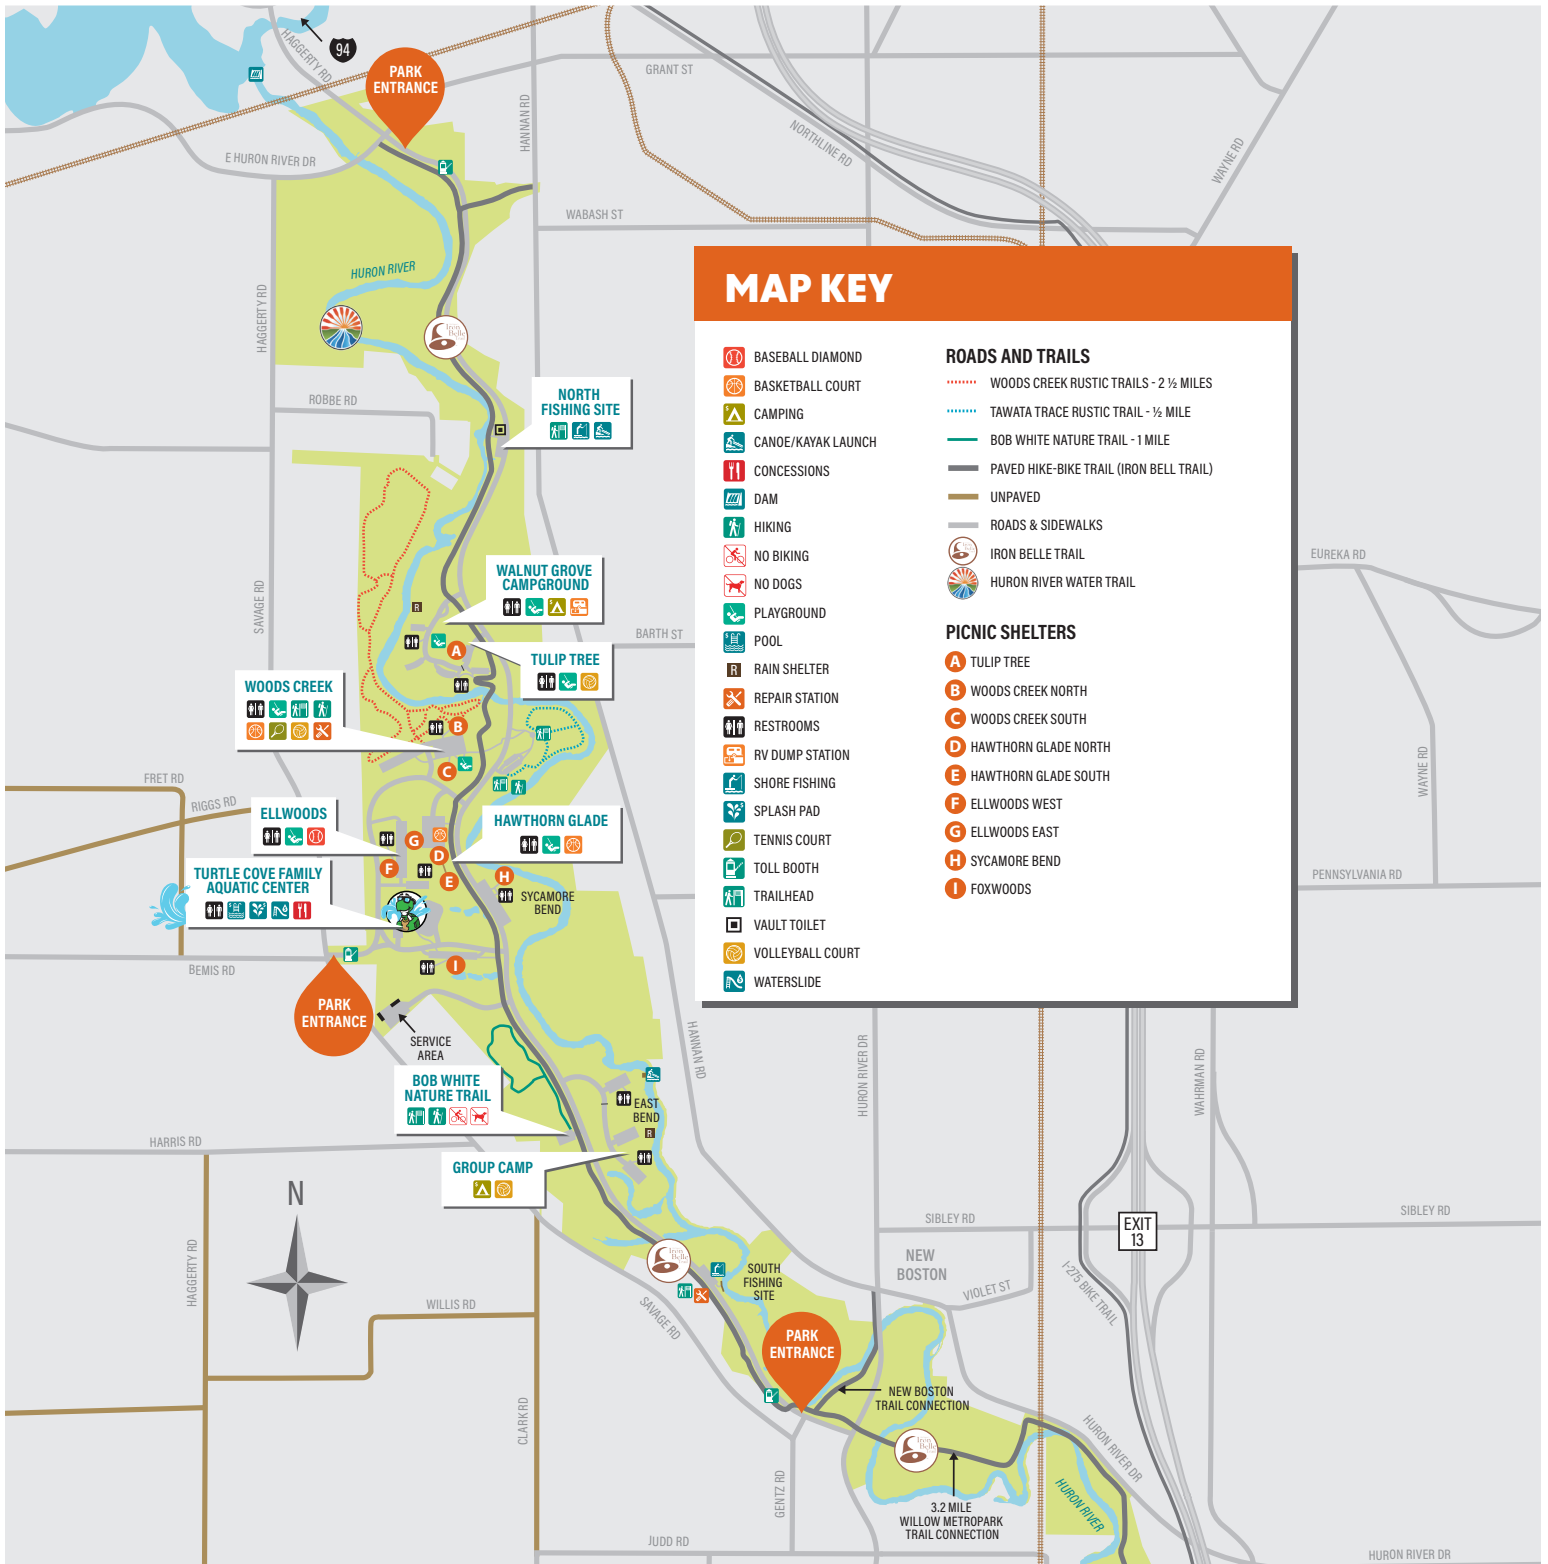 94
HAGGERTY RD
PARK
ENTRANCE
GRANT ST
HANNAN RD
NORTHLINE RD
WAYNE RD
E HURON RIVER DR
WABASH ST
HURON RIVER
HAGGERTY RD
Iron
Belle
ROBBE RD
NORTH
FISHING SITE
SAVAGE RD
WALNUT GROVE
CAMPGROUND
R
A
BARTH ST
TULIP TREE
WOODS CREEK
B
C
FRET RD
RIGGS RD
ELLWOODS
HAWTHORN GLADE
G
D
F
E
H
TURTLE COVE FAMILY
AQUATIC CENTER
SYCAMORE
BEND
BEMIS RD
I
PARK
ENTRANCE
SERVICE
AREA
BOB WHITE
NATURE TRAIL
EAST
BEND
R
HARRIS RD
GROUP CAMP
HANNAN RD
HURON RIVER DR
WAHRMAN RD
N
HAGGERTY RD
WILLIS RD
CLARK RD
Iron
Belle
SOUTH
FISHING
SITE
SAVAGE RD
PARK
ENTRANCE
SIBLEY RD
SIBLEY RD
EXIT
13
NEW
BOSTON
VIOLET ST
I-275 BIKE TRAIL
NEW BOSTON
TRAIL CONNECTION
Iron
Belle
HURON RIVER DR
GENTZ RD
3.2 MILE
WILLOW METROPARK
TRAIL CONNECTION
HURON RIVER
JUDD RD
HURON RIVER DR
EUREKA RD
WAYNE RD
PENNSYLVANIA RD
MAP KEY
BASEBALL DIAMOND
BASKETBALL COURT
CAMPING
CANOE/KAYAK LAUNCH
CONCESSIONS
DAM
HIKING
NO BIKING
NO DOGS
PLAYGROUND
POOL
R RAIN SHELTER
REPAIR STATION
RESTROOMS
RV DUMP STATION
SHORE FISHING
SPLASH PAD
TENNIS COURT
TOLL BOOTH
TRAILHEAD
VAULT TOILET
VOLLEYBALL COURT
WATERSLIDE
ROADS AND TRAILS
WOODS CREEK RUSTIC TRAILS - 2 ½ MILES
TAWATA TRACE RUSTIC TRAIL - ½ MILE
BOB WHITE NATURE TRAIL - 1 MILE
PAVED HIKE-BIKE TRAIL (IRON BELL TRAIL)
UNPAVED
ROADS & SIDEWALKS
IRON BELLE TRAIL
HURON RIVER WATER TRAIL
PICNIC SHELTERS
A TULIP TREE
B WOODS CREEK NORTH
C WOODS CREEK SOUTH
D HAWTHORN GLADE NORTH
E HAWTHORN GLADE SOUTH
F ELLWOODS WEST
G ELLWOODS EAST
H SYCAMORE BEND
I FOXWOODS